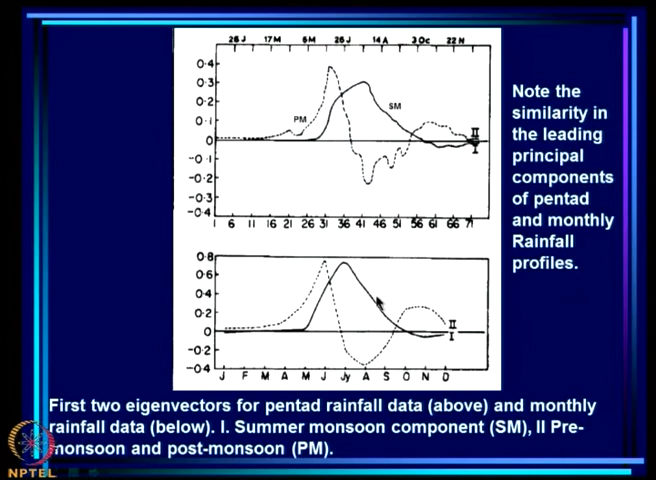 26 J 17 M 6 M 26 J 14 A 3 Oc 22 N
0·4
0·3
0·2
0·1
0
-0·1
-0·2
-0·3
-0·4
PM
SM
II
I
1 6 11 16 21 26 31 36 41 46 51 56 61 66 71
0·8
0·6
0·4
0·2
0
-0·2
-0·4
II
I
J F M A M J Jy A S O N D
Note the
similarity in
the leading
principal
components
of pentad
and monthly
Rainfall
profiles.
First two eigenvectors for pentad rainfall data (above) and monthly
rainfall data (below). I. Summer monsoon component (SM), II Pre-
monsoon and post-monsoon (PM).
NPTEL